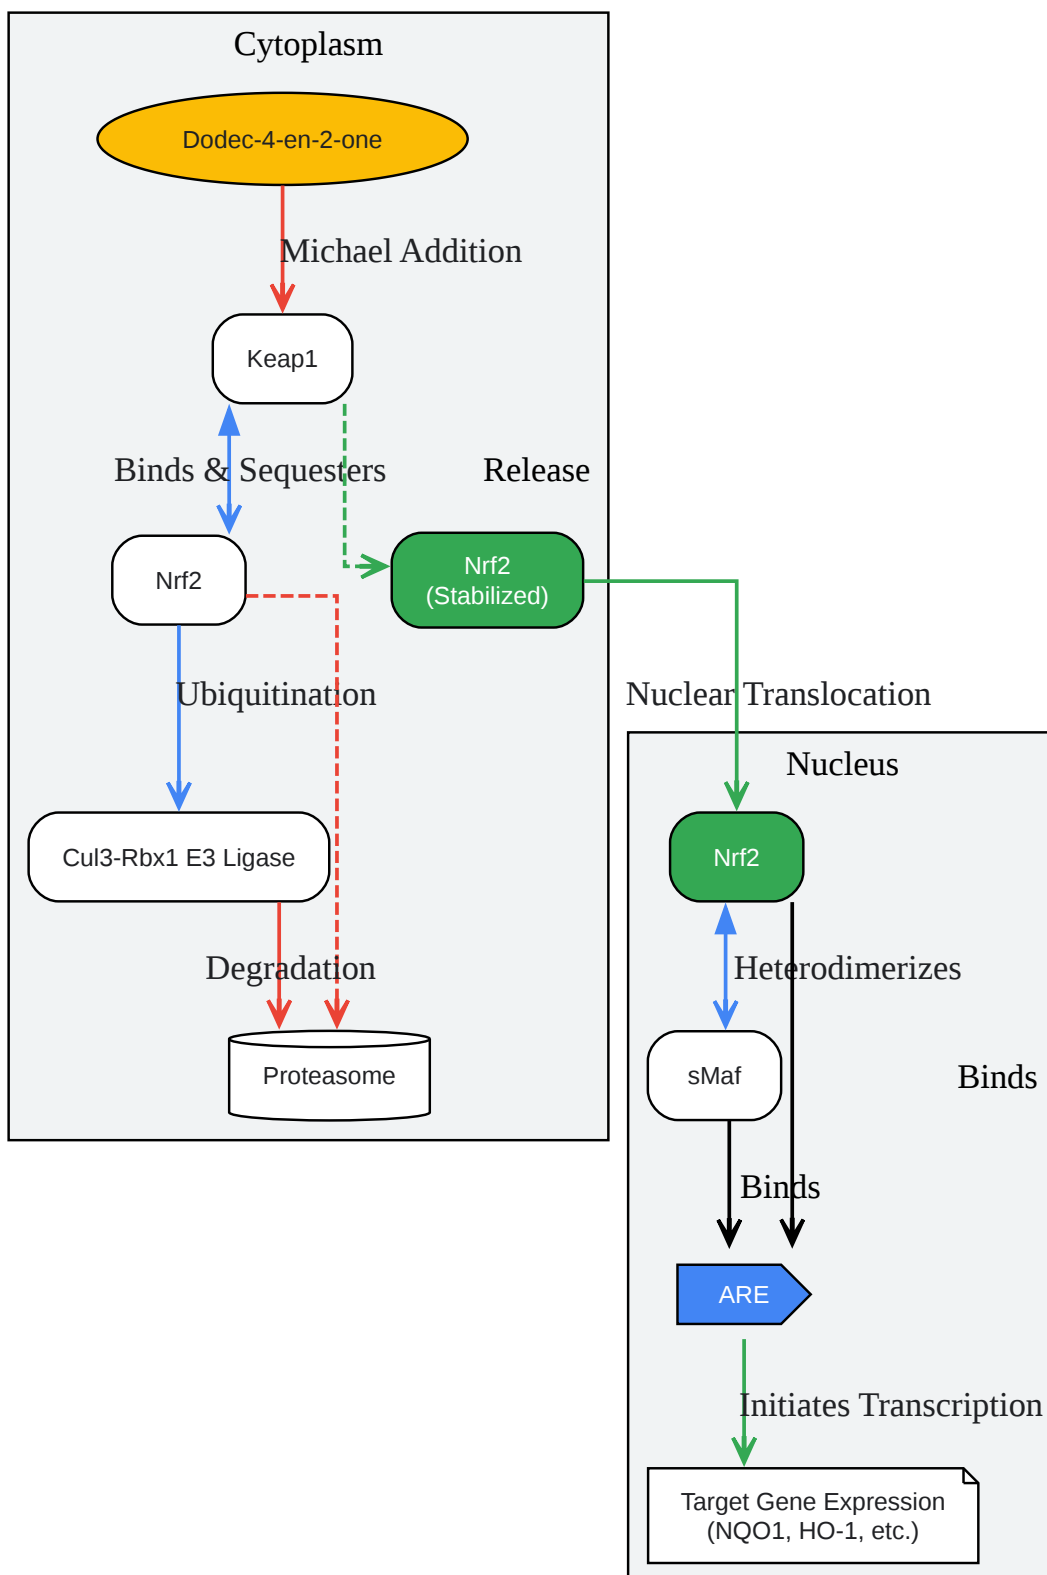 Cytoplasm
Dodec-4-en-2-one
Michael Addition
Keap1
Binds & Sequesters
Release
Nrf2
Nrf2
(Stabilized)
Ubiquitination
Nuclear Translocation
Nucleus
Cul3-Rbx1 E3 Ligase
Nrf2
Degradation
Heterodimerizes
Proteasome
sMaf
Binds
Binds
ARE
Initiates Transcription
Target Gene Expression
(NQO1, HO-1, etc.)